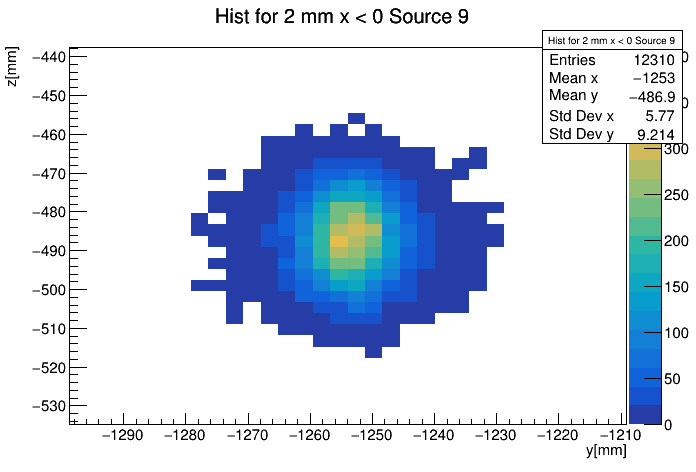 Hist for 2 mm x < 0 Source 9
Hist for 2 mm x < 0 Source 9
Entries 12310
Mean x −1253
Mean y −486.9
Std Dev x 5.77
Std Dev y 9.214
z[mm]
−440
−450
−460
−470
−480
−490
−500
−510
−520
−530
−1290 −1280 −1270 −1260 −1250 −1240 −1230 −1220 −1210
y[mm]
0
0
300
250
200
150
100
50
0